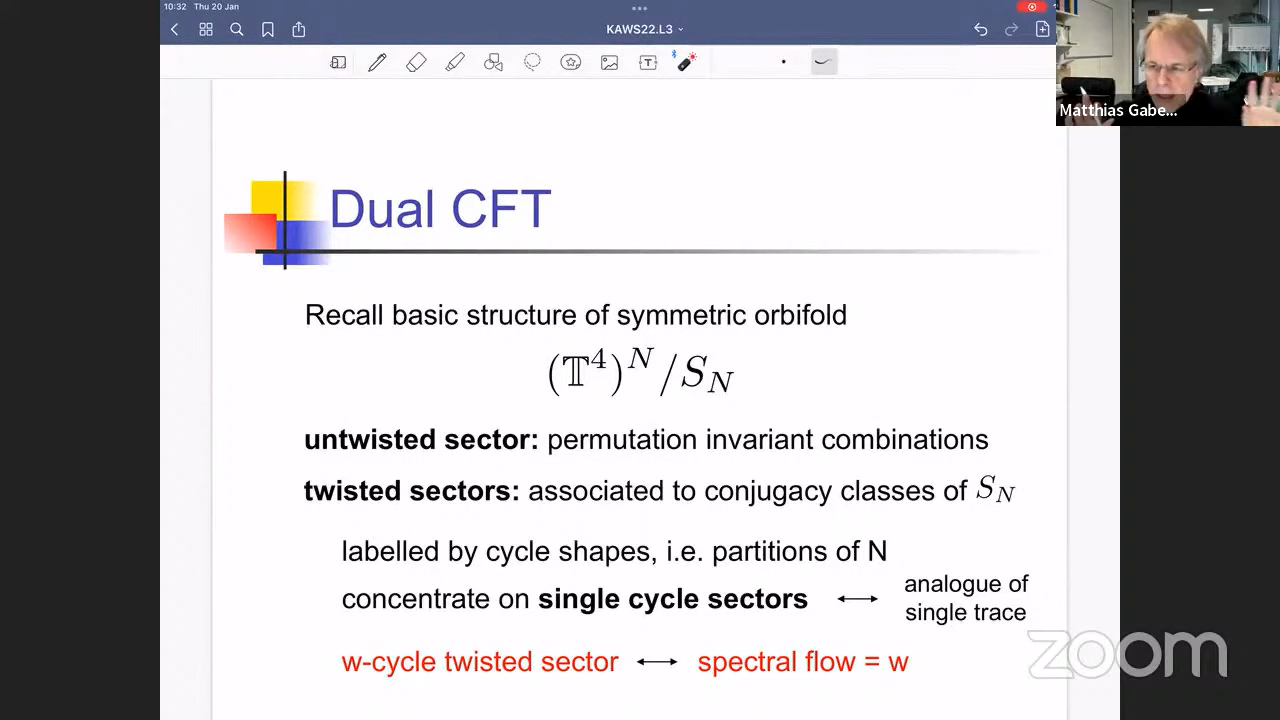 10:32 Thu 20 Jan
KAWS22.L3
Matthias Gabe...
Dual CFT
Recall basic structure of symmetric orbifold
(𝕋⁴)ᴺ/S_N
untwisted sector: permutation invariant combinations
twisted sectors: associated to conjugacy classes of S_N
labelled by cycle shapes, i.e. partitions of N
concentrate on single cycle sectors ⟷ analogue of
single trace
w-cycle twisted sector ⟷ spectral flow = w
zoom